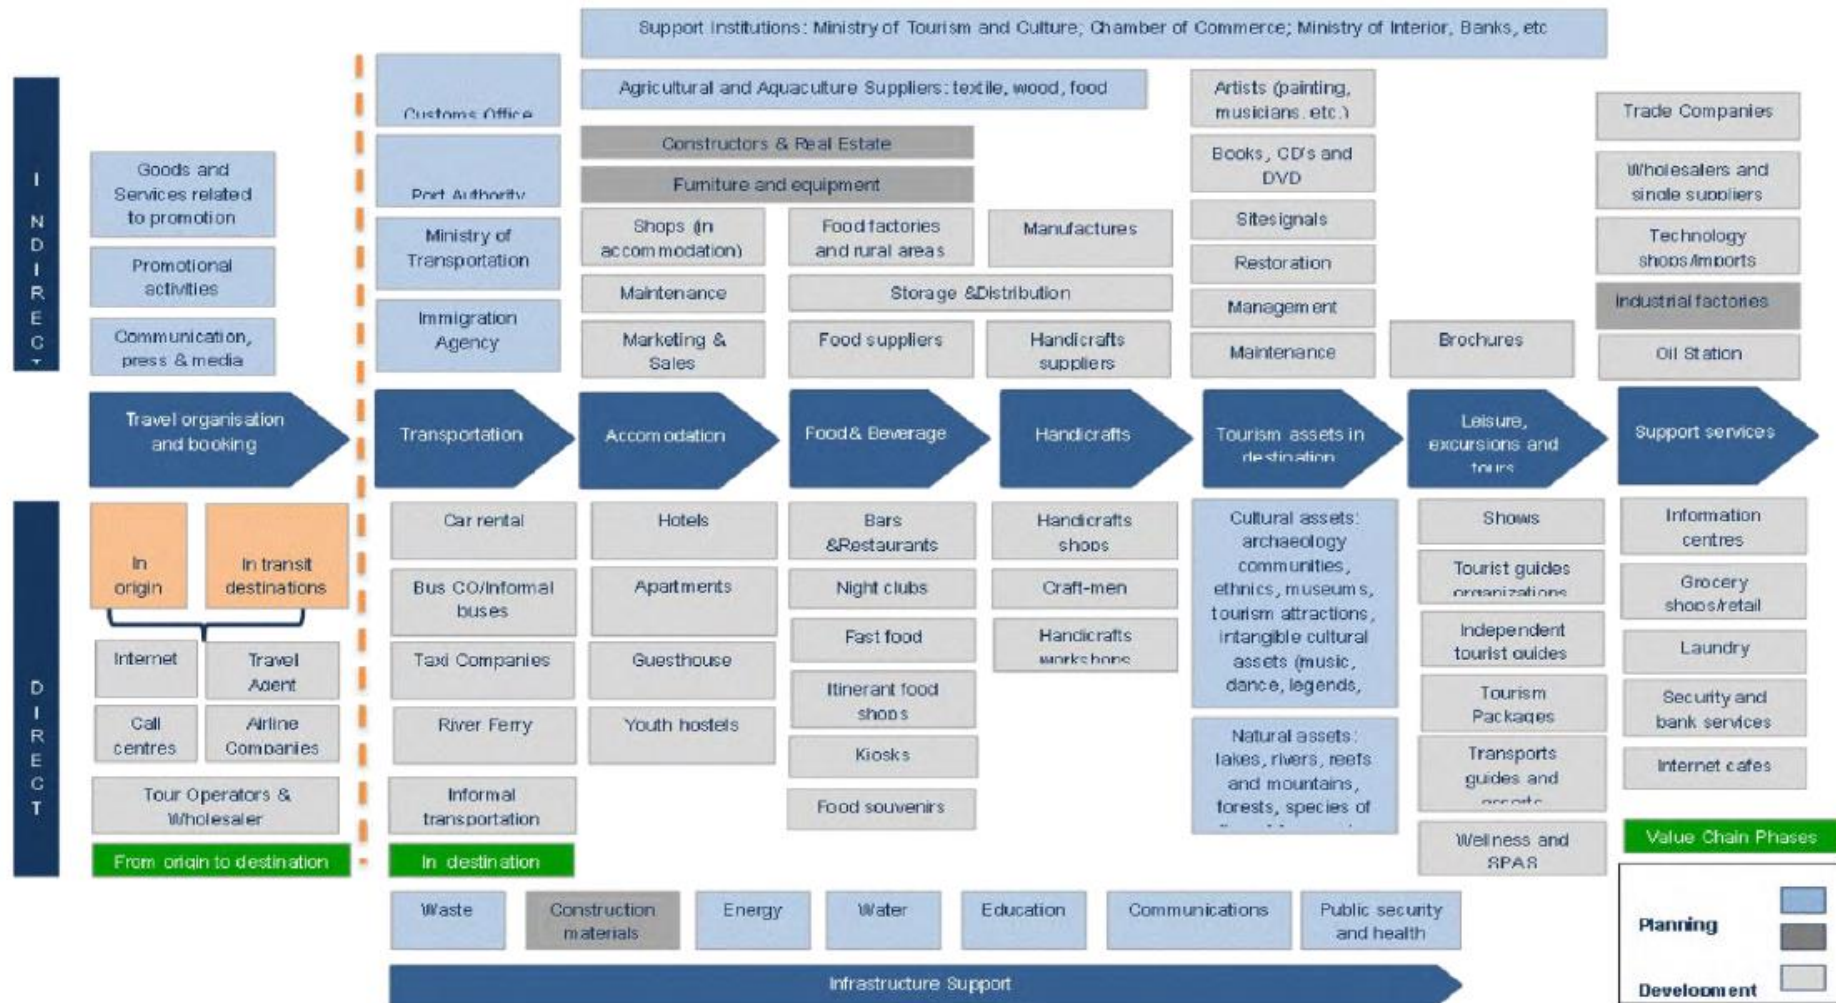 Support Institutions: Ministry of Tourism and Culture; Chamber of Commerce; Ministry of Interior, Banks, etc
I
N
D
I
R
E
C
T
Goods and
Services related
to promotion
Promotional
activities
Communication,
press & media
Customs Office
Port Authority
Ministry of
Transportation
Immigration
Agency
Agricultural and Aquaculture Suppliers: textile, wood, food
Constructors & Real Estate
Furniture and equipment
Shops (in
accommodation)
Maintenance
Marketing &
Sales
Food factories
and rural areas
Manufactures
Storage &Distribution
Food suppliers
Handicrafts
suppliers
Artists (painting,
musicians, etc.)
Books, CD's and
DVD
Sitesignals
Restoration
Management
Maintenance
Brochures
Trade Companies
Wholesalers and
single suppliers
Technology
shops/imports
Industrial factories
Oil Station
Travel organisation
and booking
Transportation
Accomodation
Food& Beverage
Handicrafts
Tourism assets in
destination
Leisure,
excursions and
tours
Support services
D
I
R
E
C
T
In
origin
In transit
destinations
Internet
Travel
Agent
Call
centres
Airline
Companies
Tour Operators &
Wholesaler
From origin to destination
Car rental
Bus CO/Informal
buses
Taxi Companies
River Ferry
Informal
transportation
In destination
Hotels
Apartments
Guesthouse
Youth hostels
Bars
&Restaurants
Night clubs
Fast food
Itinerant food
shops
Kiosks
Food souvenirs
Handicrafts
shops
Craft-men
Handicrafts
workshops
Cultural assets:
archaeology
communities,
ethnics, museums,
tourism attractions,
intangible cultural
assets (music,
dance, legends,
Natural assets:
lakes, rivers, reefs
and mountains,
forests, species of
Shows
Tourist guides
organizations
Independent
tourist guides
Tourism
Packages
Transports
guides and
Wellness and
SPAS
Information
centres
Grocery
shops/retail
Laundry
Security and
bank services
Internet cafes
Value Chain Phases
Planning
Development
Waste
Construction
materials
Energy
Water
Education
Communications
Public security
and health
Infrastructure Support